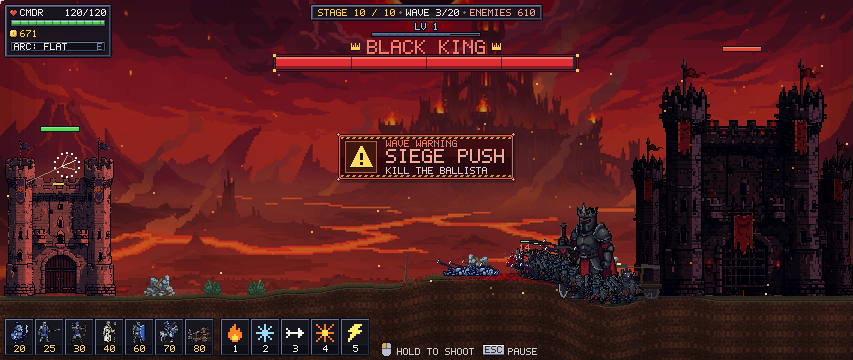 CMDR 120/120
671
ARC: FLAT E
STAGE 10 / 10 · WAVE 3/20 · ENEMIES 610
LV 1
BLACK KING
WAVE WARNING
SIEGE PUSH
KILL THE BALLISTA
14
20 25 30 40 60 70 80 1 2 3 4 5
HOLD TO SHOOT ESC PAUSE